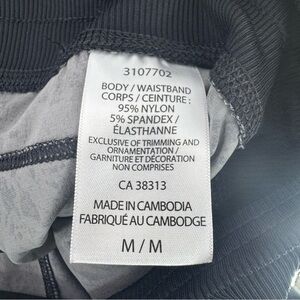 3107702
BODY / WAISTBAND
CORPS / CEINTURE :
95% NYLON
5% SPANDEX /
ÉLASTHANNE
EXCLUSIVE OF TRIMMING AND
ORNAMENTATION /
GARNITURE ET DÉCORATION
NON COMPRISES
CA 38313
MADE IN CAMBODIA
FABRIQUÉ AU CAMBODGE
M / M